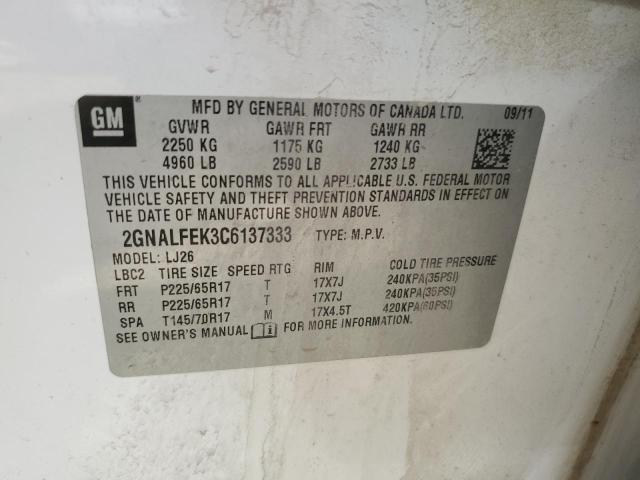 GM
MFD BY GENERAL MOTORS OF CANADA LTD. 09/11
GVWR GAWR FRT GAWR RR
2250 KG 1175 KG 1240 KG
4960 LB 2590 LB 2733 LB
THIS VEHICLE CONFORMS TO ALL APPLICABLE U.S. FEDERAL MOTOR
VEHICLE SAFETY AND THEFT PREVENTION STANDARDS IN EFFECT ON
THE DATE OF MANUFACTURE SHOWN ABOVE.
2GNALFEK3C6137333 TYPE: M.P.V.
MODEL: LJ26
LBC2 TIRE SIZE SPEED RTG RIM COLD TIRE PRESSURE
FRT P225/65R17 T 17X7J 240KPA(35PSI)
RR P225/65R17 T 17X7J 240KPA(35PSI)
SPA T145/70R17 M 17X4.5T 420KPA(60PSI)
SEE OWNER'S MANUAL FOR MORE INFORMATION.